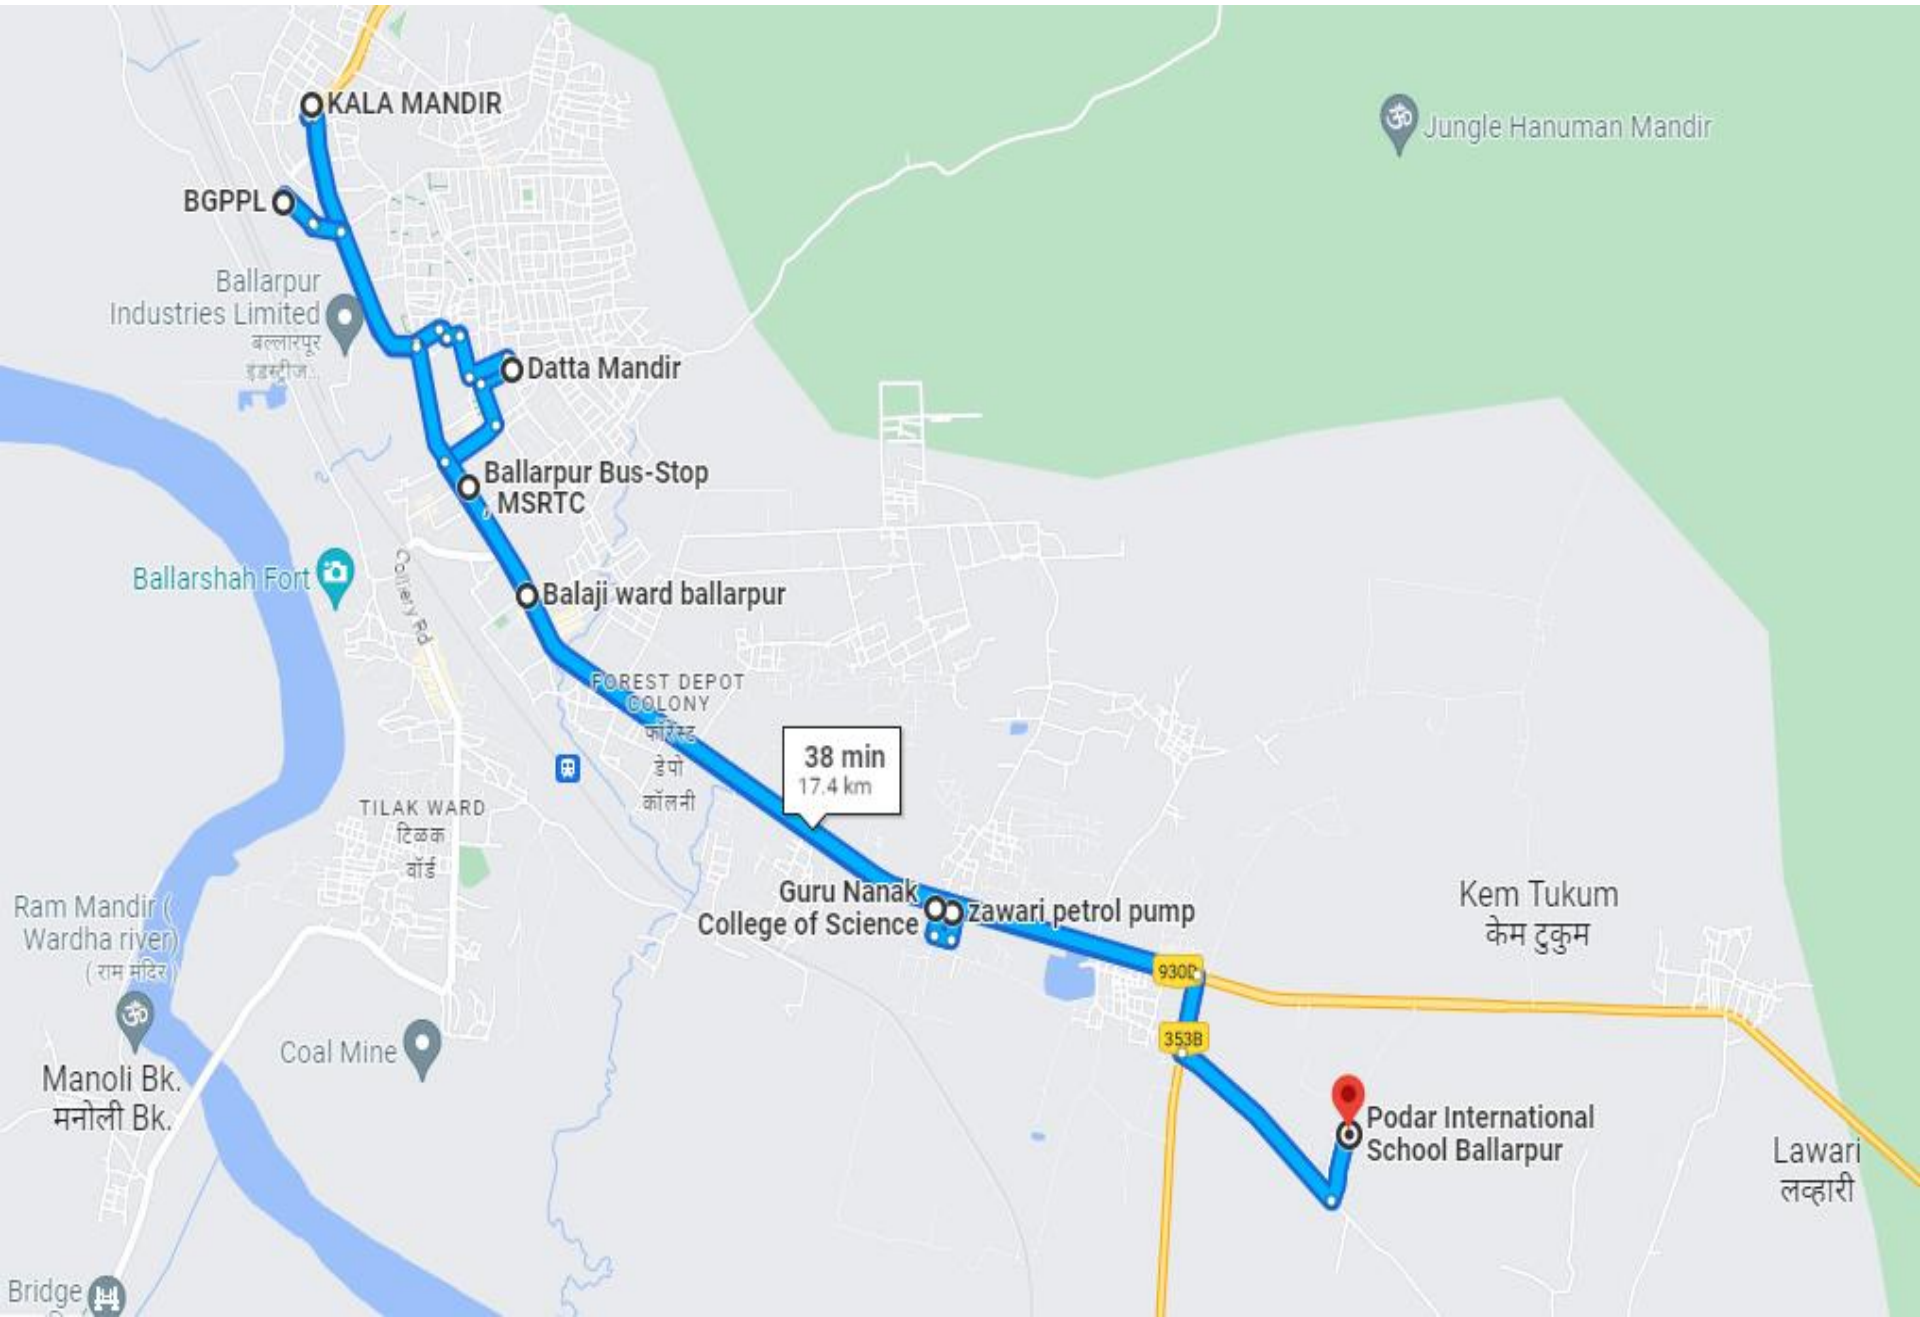 KALA MANDIR
Jungle Hanuman Mandir
BGPPL
Ballarpur
Industries Limited
बल्लारपूर
इंडस्ट्रीज...
Datta Mandir
Ballarpur Bus-Stop
, MSRTC
Ballarshah Fort
Colliery Rd
Balaji ward ballarpur
FOREST DEPOT
COLONY
फॉरेस्ट
डेपो
कॉलनी
38 min
17.4 km
TILAK WARD
टिळक
वॉर्ड
Guru Nanak
College of Science
zawari petrol pump
Kem Tukum
केम टुकुम
Ram Mandir (
Wardha river)
( राम मंदिर )
930D
353B
Coal Mine
Manoli Bk.
मनोली Bk.
Podar International
School Ballarpur
Lawari
लव्हारी
Bridge